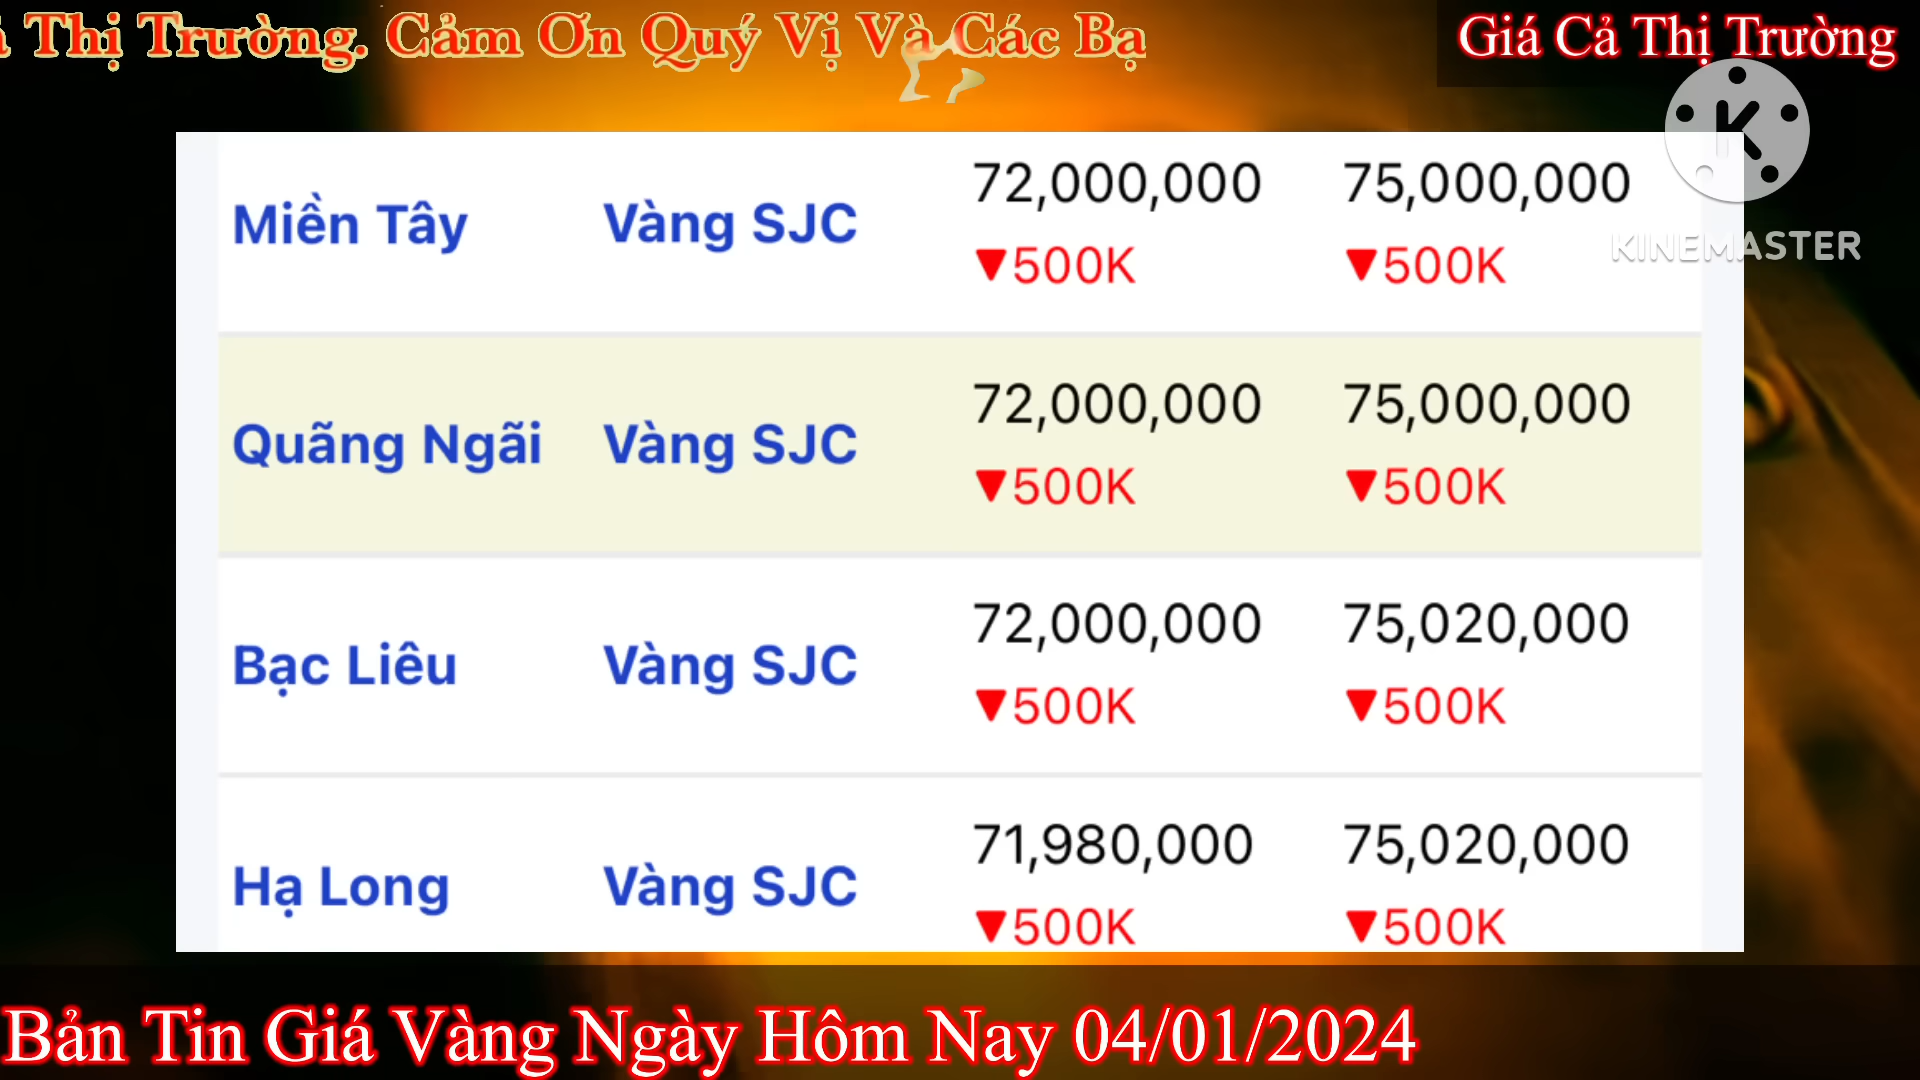 Thị Trường. Cảm Ơn Quý Vị Và Các Bạ
Giá Cả Thị Trường
KINEMASTER
Miền Tây Vàng SJC 72,000,000 75,000,000
▼500K ▼500K
Quãng Ngãi Vàng SJC 72,000,000 75,000,000
▼500K ▼500K
Bạc Liêu Vàng SJC 72,000,000 75,020,000
▼500K ▼500K
Hạ Long Vàng SJC 71,980,000 75,020,000
▼500K ▼500K
Bản Tin Giá Vàng Ngày Hôm Nay 04/01/2024